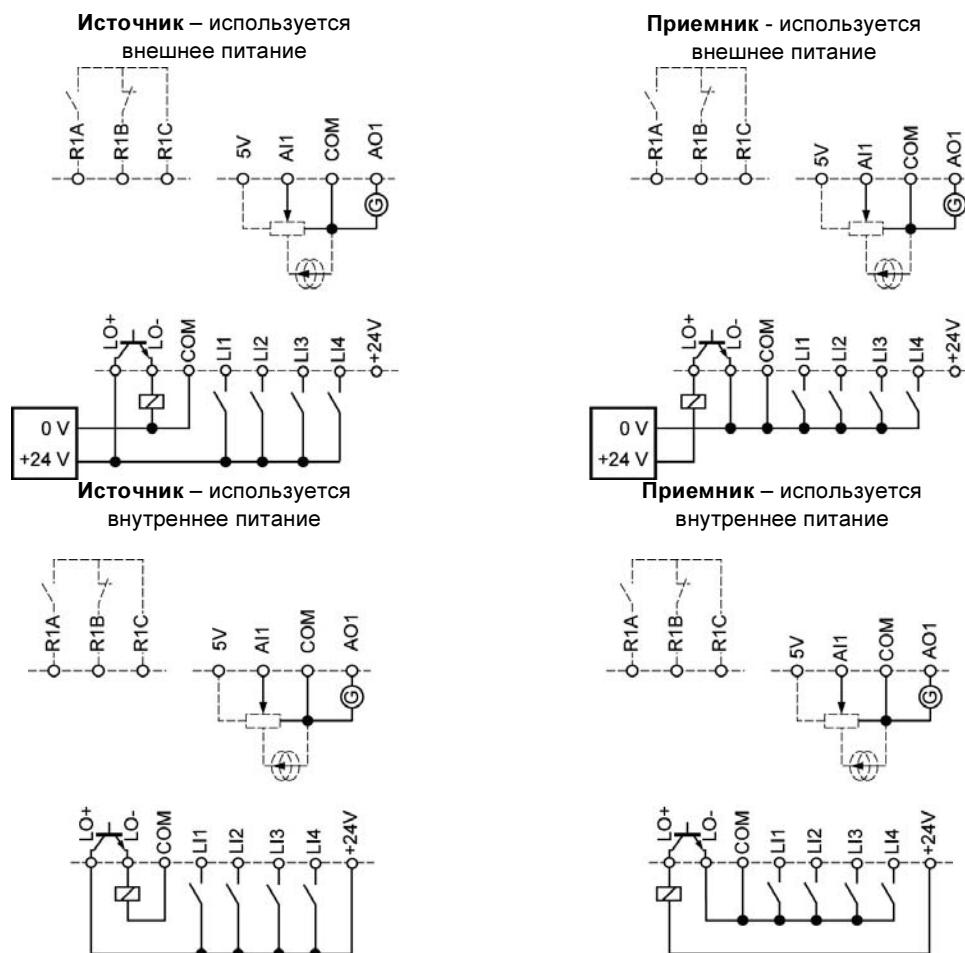 Источник – используется
внешнее питание
Приемник - используется
внешнее питание
R1A
R1B
R1C
5V
AI1
COM
AO1
G
R1A
R1B
R1C
5V
AI1
COM
AO1
G
LO+
LO-
COM
LI1
LI2
LI3
LI4
+24V
0 V
+24 V
LO+
LO-
COM
LI1
LI2
LI3
LI4
+24V
0 V
+24 V
Источник – используется
внутреннее питание
Приемник – используется
внутреннее питание
R1A
R1B
R1C
5V
AI1
COM
AO1
G
R1A
R1B
R1C
5V
AI1
COM
AO1
G
LO+
LO-
COM
LI1
LI2
LI3
LI4
+24V
LO+
LO-
COM
LI1
LI2
LI3
LI4
+24V